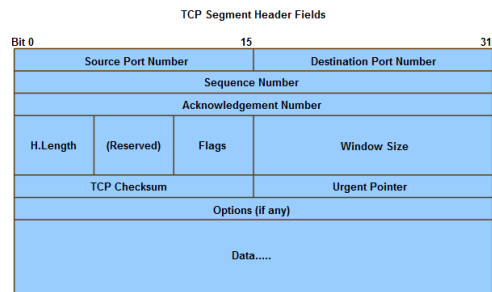 TCP Segment Header Fields
Bit 0 15 31
Source Port Number Destination Port Number
Sequence Number
Acknowledgement Number
H.Length (Reserved) Flags Window Size
TCP Checksum Urgent Pointer
Options (if any)
Data.....